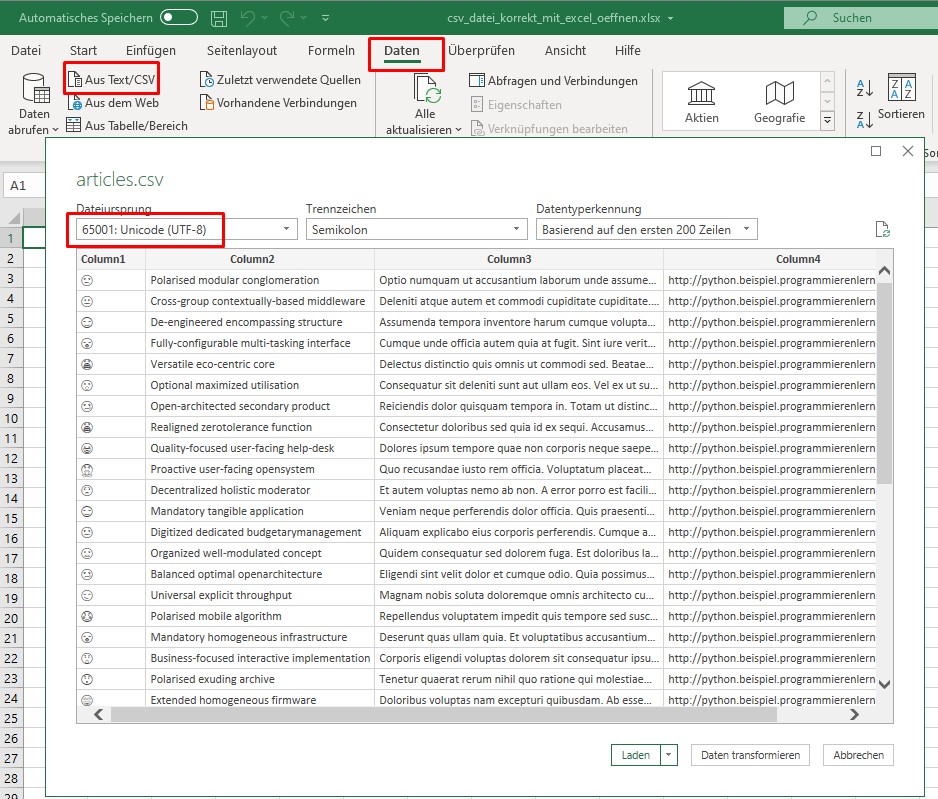 Automatisches Speichern
csv_datei_korrekt_mit_excel_oeffnen.xlsx
Suchen
Datei Start Einfügen Seitenlayout Formeln Daten Überprüfen Ansicht Hilfe
Daten abrufen
Aus Text/CSV
Aus dem Web
Aus Tabelle/Bereich
Zuletzt verwendete Quellen
Vorhandene Verbindungen
Alle aktualisieren
Abfragen und Verbindungen
Eigenschaften
Verknüpfungen bearbeiten
Aktien
Geografie
Sortieren
A1
articles.csv
Dateiursprung Trennzeichen Datentyperkennung
65001: Unicode (UTF-8) Semikolon Basierend auf den ersten 200 Zeilen
Column1 Column2 Column3 Column4
Polarised modular conglomeration Optio numquam ut accusantium laborum unde assume... http://python.beispiel.programmierenlern
Cross-group contextually-based middleware Deleniti atque autem et commodi cupiditate cupiditate.... http://python.beispiel.programmierenlern
De-engineered encompassing structure Assumenda tempora inventore harum cumque volupta... http://python.beispiel.programmierenlern
Fully-configurable multi-tasking interface Cumque unde officia autem quia at fugit. Sint iure verit... http://python.beispiel.programmierenlern
Versatile eco-centric core Delectus distinctio quis omnis ut commodi sed. Beatae... http://python.beispiel.programmierenlern
Optional maximized utilisation Consequatur sit deleniti sunt aut ullam eos. Vel ex ut su... http://python.beispiel.programmierenlern
Open-architected secondary product Reiciendis dolor quisquam tempora in. Totam ut distinc... http://python.beispiel.programmierenlern
Realigned zerotolerance function Consectetur doloribus sed quia id ex sequi. Accusamus... http://python.beispiel.programmierenlern
Quality-focused user-facing help-desk Dolores ipsum tempore quae non corporis neque saepe... http://python.beispiel.programmierenlern
Proactive user-facing opensystem Quo recusandae iusto rem officia. Voluptatum placeat... http://python.beispiel.programmierenlern
Decentralized holistic moderator Et autem voluptas nemo ab non. A error porro est facili... http://python.beispiel.programmierenlern
Mandatory tangible application Veniam neque perferendis dolor officia. Quis praesenti... http://python.beispiel.programmierenlern
Digitized dedicated budgetarymanagement Aliquam explicabo eius corporis perferendis. Cumque a... http://python.beispiel.programmierenlern
Organized well-modulated concept Quidem consequatur sed dolorem fuga. Est doloribus la... http://python.beispiel.programmierenlern
Balanced optimal openarchitecture Eligendi sint velit dolor et cumque odio. Quia possimus... http://python.beispiel.programmierenlern
Universal explicit throughput Magnam nobis soluta doloremque omnis architecto cu... http://python.beispiel.programmierenlern
Polarised mobile algorithm Repellendus voluptatem impedit quis tempore sed susc... http://python.beispiel.programmierenlern
Mandatory homogeneous infrastructure Deserunt quas ullam quia. Et voluptatibus accusantium... http://python.beispiel.programmierenlern
Business-focused interactive implementation Corporis eligendi voluptas dolorem sit consequatur ipsu... http://python.beispiel.programmierenlern
Polarised exuding archive Tenetur quaerat rerum nihil quo ratione qui molestiae... http://python.beispiel.programmierenlern
Extended homogeneous firmware Doloribus voluptas nam excepturi quibusdam. Ab esse... http://python.beispiel.programmierenlern
Laden Daten transformieren Abbrechen
1
2
3
4
5
6
7
8
9
10
11
12
13
14
15
16
17
18
19
20
21
22
23
24
25
26
27
28
29